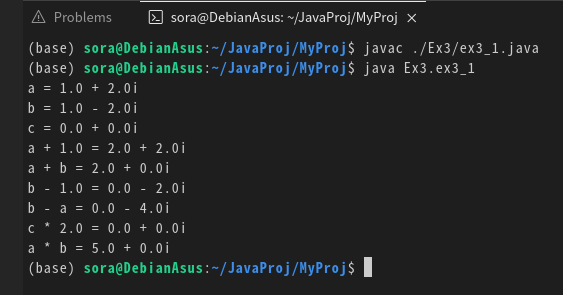 Problems
sora@DebianAsus: ~/JavaProj/MyProj
(base) sora@DebianAsus:~/JavaProj/MyProj$ javac ./Ex3/ex3_1.java
(base) sora@DebianAsus:~/JavaProj/MyProj$ java Ex3.ex3_1
a = 1.0 + 2.0i
b = 1.0 - 2.0i
c = 0.0 + 0.0i
a + 1.0 = 2.0 + 2.0i
a + b = 2.0 + 0.0i
b - 1.0 = 0.0 - 2.0i
b - a = 0.0 - 4.0i
c * 2.0 = 0.0 + 0.0i
a * b = 5.0 + 0.0i
(base) sora@DebianAsus:~/JavaProj/MyProj$